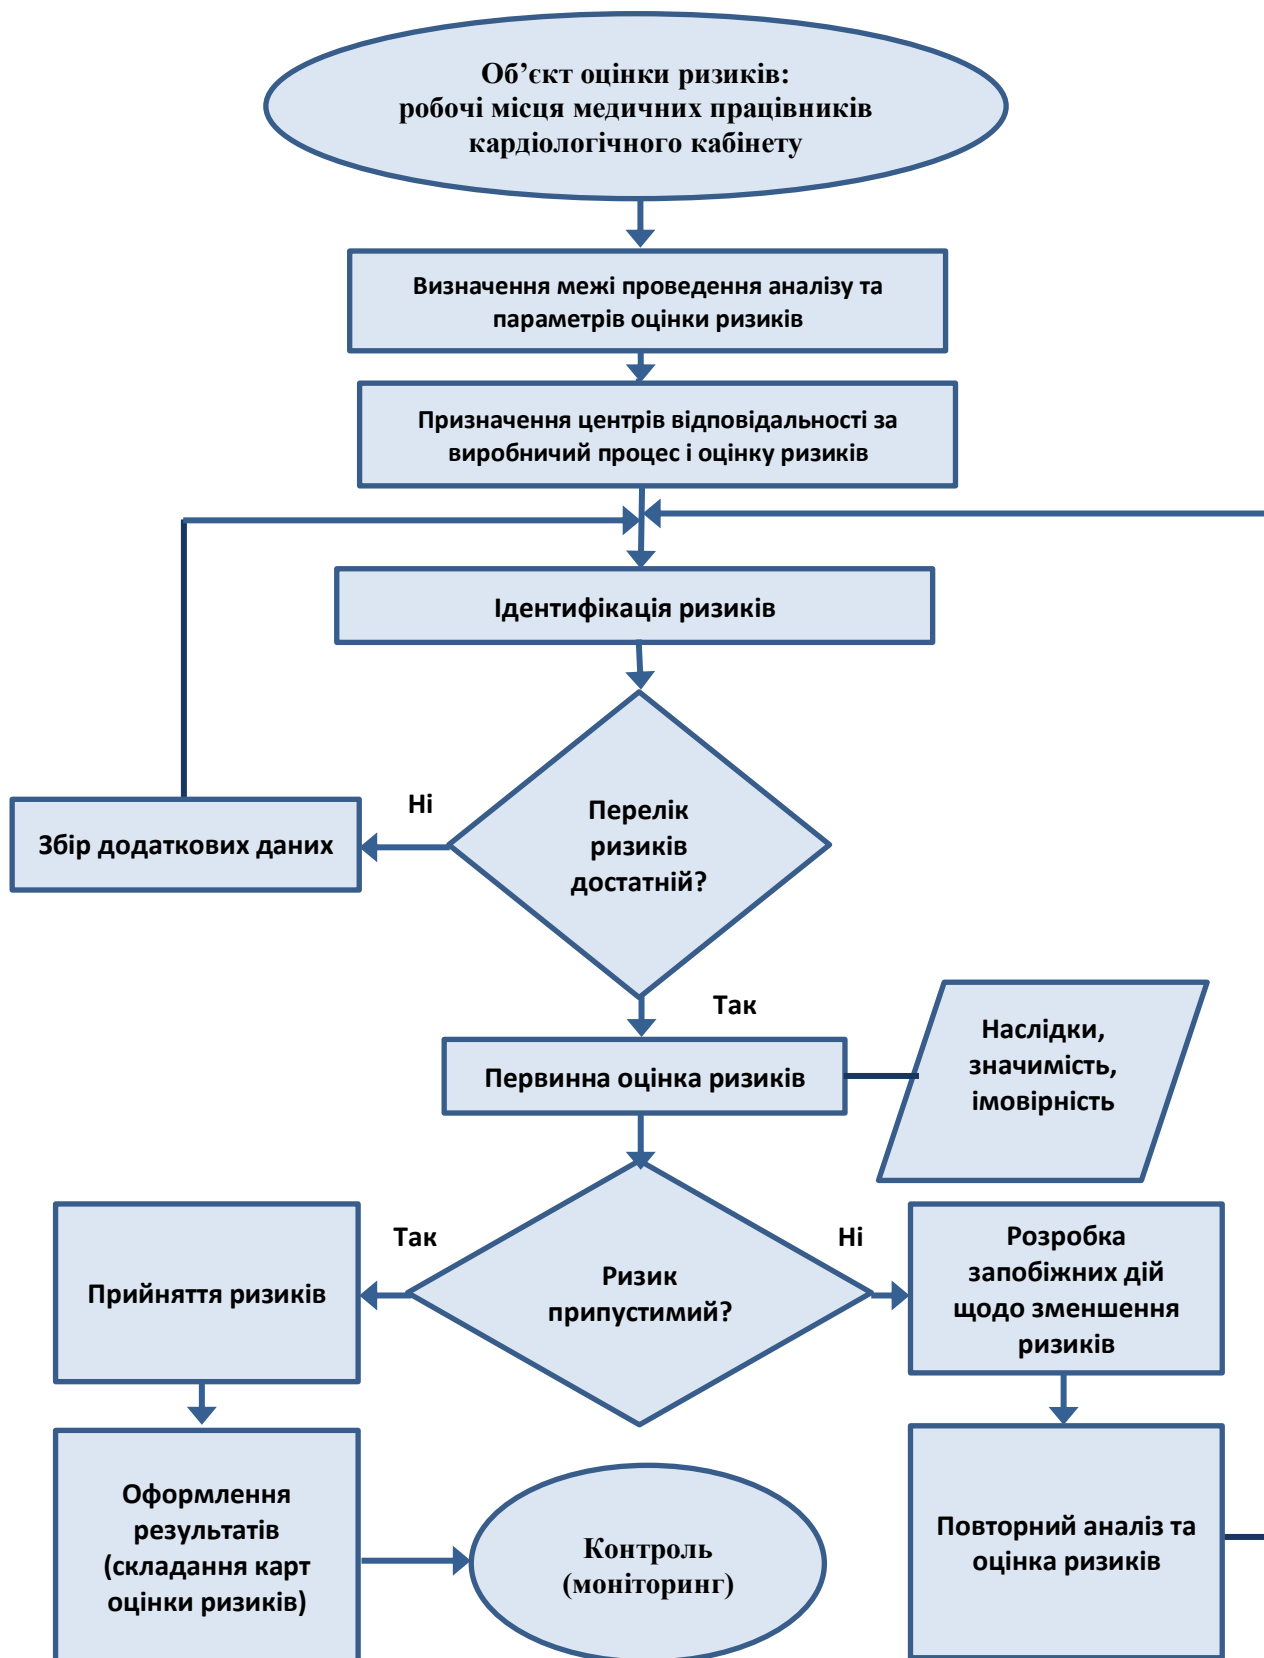 Об’єкт оцінки ризиків:
робочі місця медичних працівників
кардіологічного кабінету
Визначення межі проведення аналізу та
параметрів оцінки ризиків
Призначення центрів відповідальності за
виробничий процес і оцінку ризиків
Ідентифікація ризиків
Ні
Перелік
ризиків
достатній?
Збір додаткових даних
Так
Наслідки,
значимість,
імовірність
Первинна оцінка ризиків
Так
Ні
Ризик
припустимий?
Прийняття ризиків
Розробка
запобіжних дій
щодо зменшення
ризиків
Оформлення
результатів
(складання карт
оцінки ризиків)
Контроль
(моніторинг)
Повторний аналіз та
оцінка ризиків